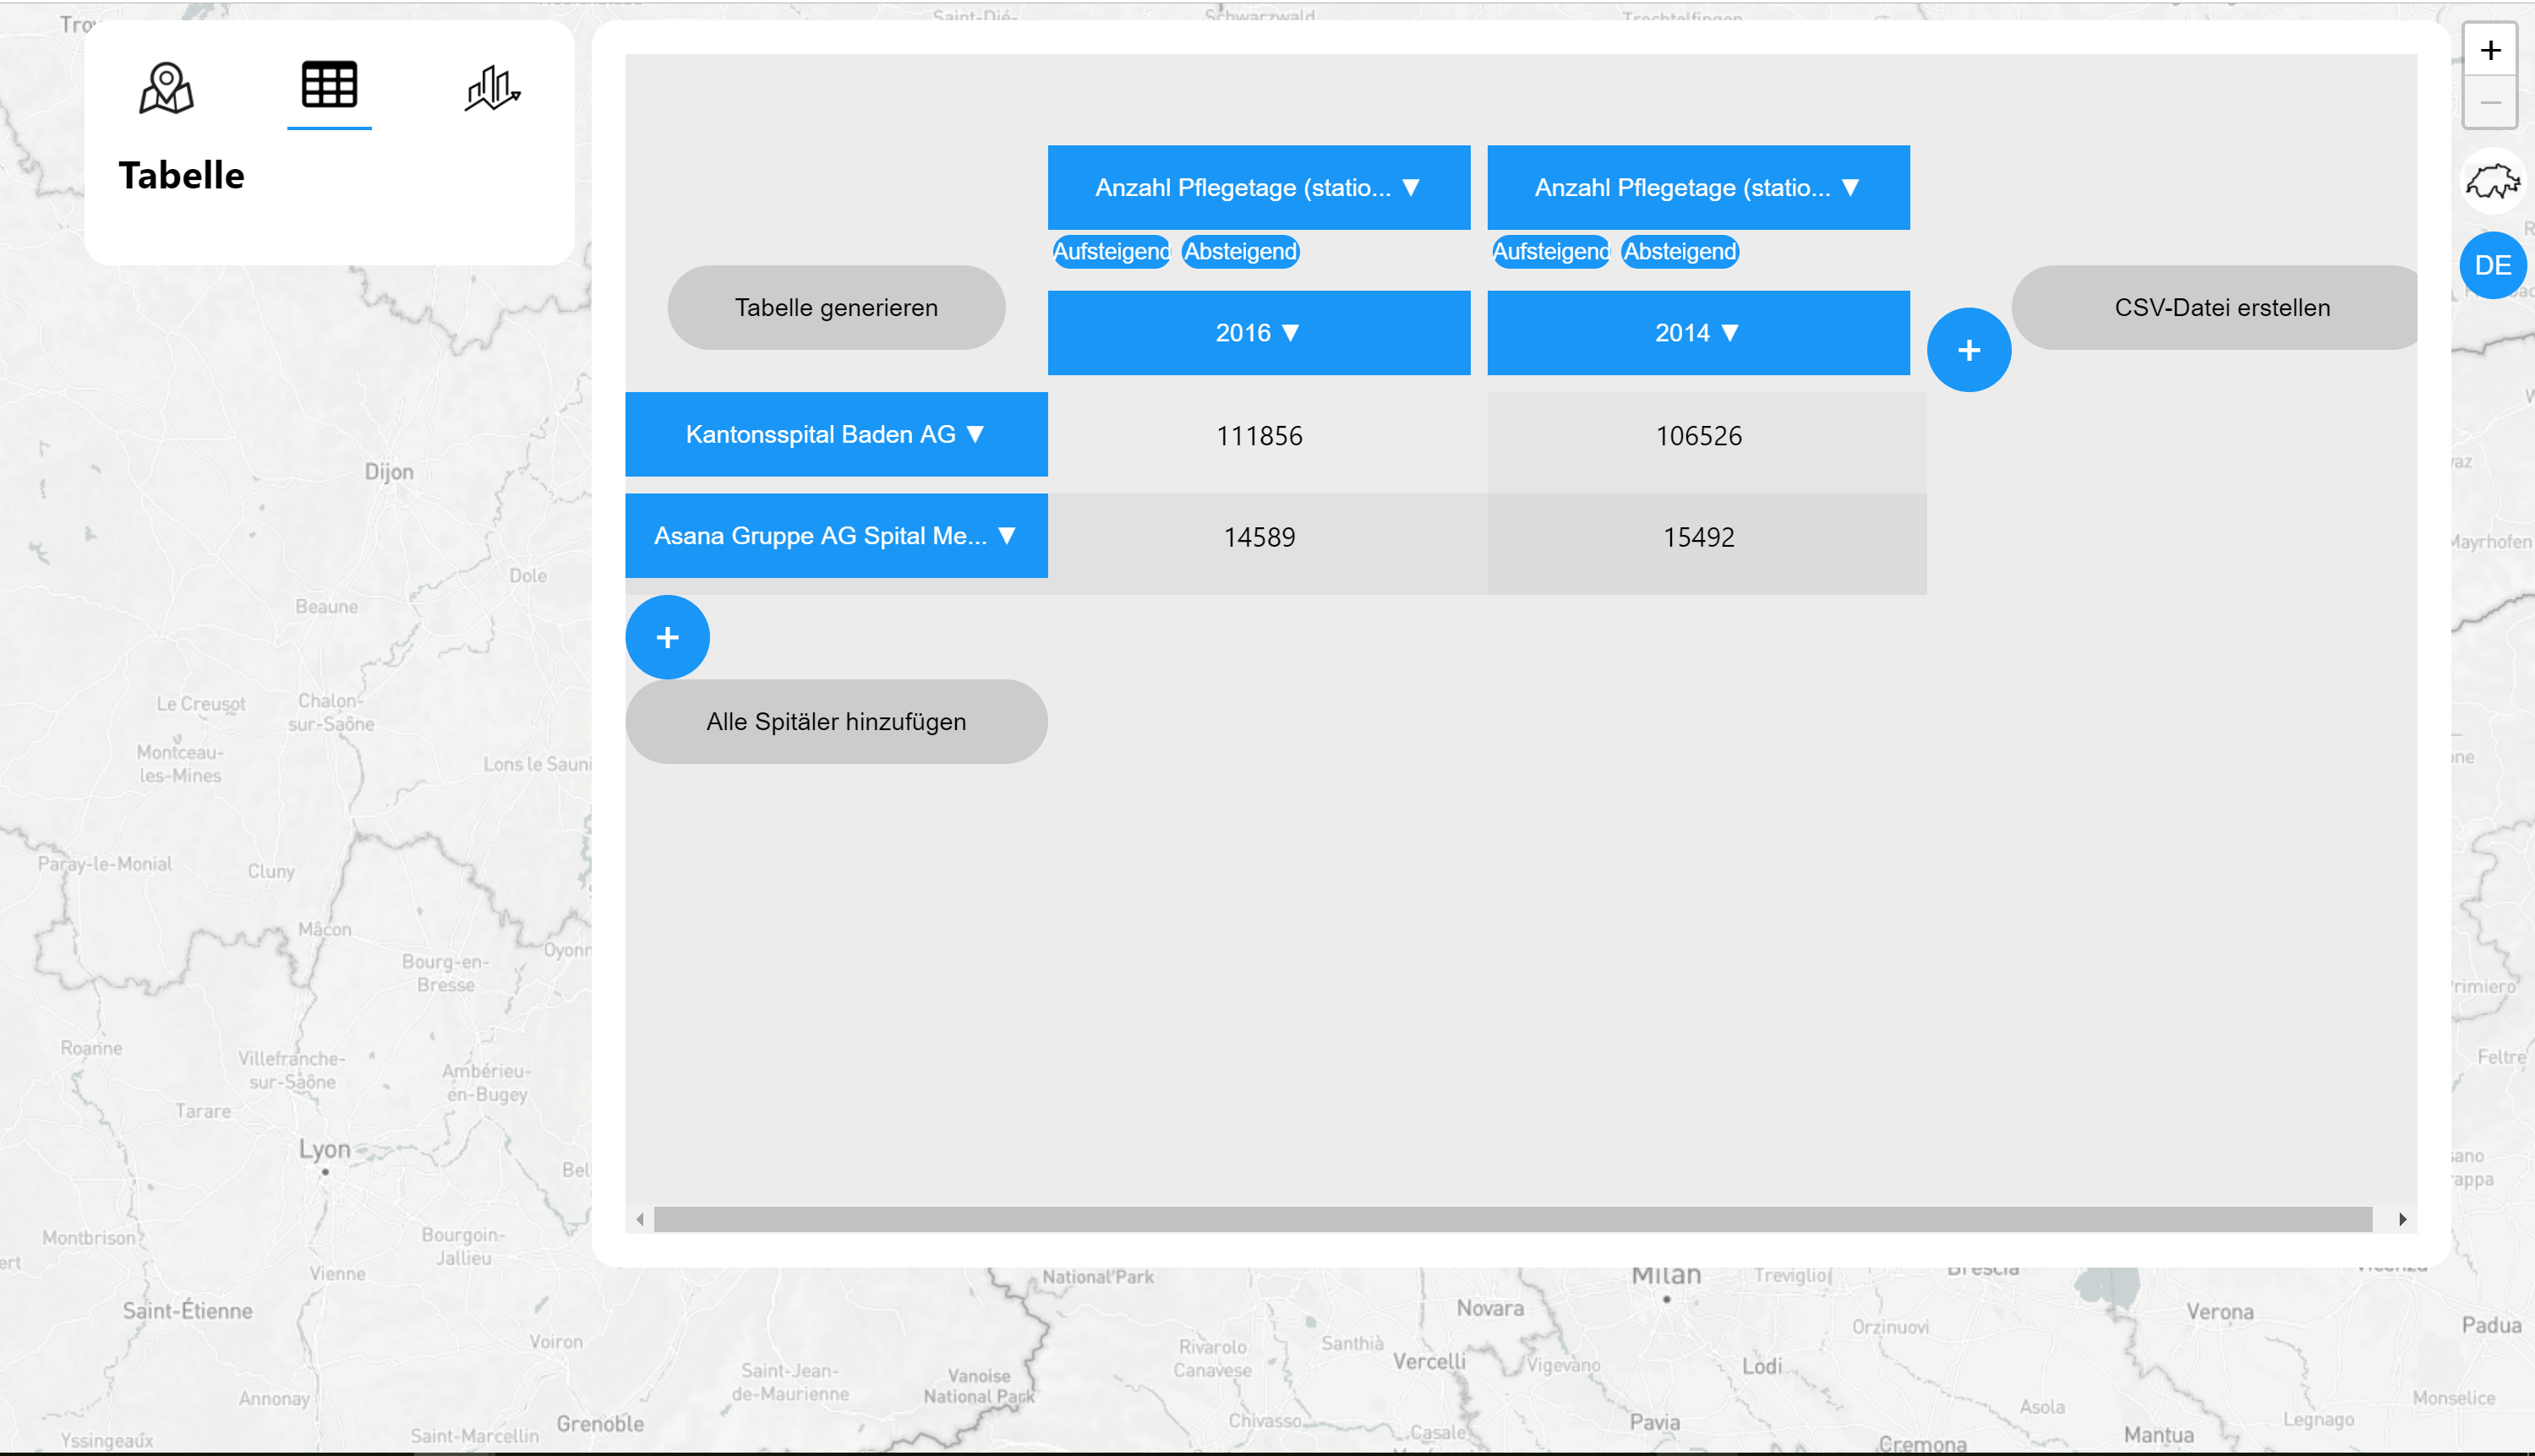 Tabelle
Anzahl Pflegetage (statio... ▼
Anzahl Pflegetage (statio... ▼
Aufsteigend
Absteigend
Aufsteigend
Absteigend
Tabelle generieren
2016 ▼
2014 ▼
+
CSV-Datei erstellen
Kantonsspital Baden AG ▼
111856
106526
Asana Gruppe AG Spital Me... ▼
14589
15492
+
Alle Spitäler hinzufügen
+
−
DE
Dijon
Dole
Beaune
Le Creusot
Chalon-
sur-Saône
Montceau-
les-Mines
Lons le Sauni
Paray-le-Monial
Cluny
Mâcon
Oyonn
Bourg-en-
Bresse
Roanne
Villefranche-
sur-Saône
Ambérieu-
en-Bugey
Tarare
Lyon
Bel
Montbrison
Bourgoin-
Jallieu
Vienne
Saint-Étienne
Voiron
Annonay
Saint-Jean-
de-Maurienne
Vanoise
National Park
Grenoble
Saint-Marcellin
Yssingeaux
National Park
Milan
Treviglio
Brescia
Novara
Verona
Padua
Rivarolo
Canavese
Santhià
Vercelli
Vigevano
Lodi
Orzinuovi
Chivasso
Casale
Pavia
Cremona
Asola
Mantua
Legnago
Monselice
Mayrhofen
Primiero
Feltre